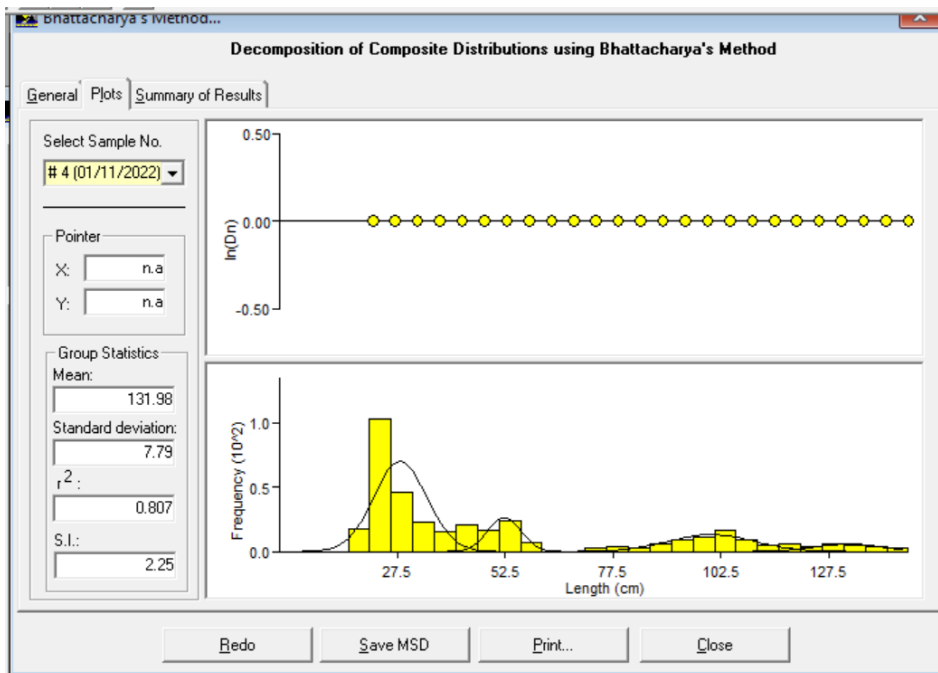 Bhattacharya's Method...
Decomposition of Composite Distributions using Bhattacharya's Method
General Plots Summary of Results
Select Sample No.
# 4 (01/11/2022)
Pointer
X: n.a
Y: n.a
Group Statistics
Mean:
131.98
Standard deviation:
7.79
r2 :
0.807
S.I.:
2.25
0.50
0.00
-0.50
ln(Dn)
1.0
0.5
0.0
Frequency (10^2)
27.5 52.5 77.5 102.5 127.5
Length (cm)
Redo Save MSD Print... Close